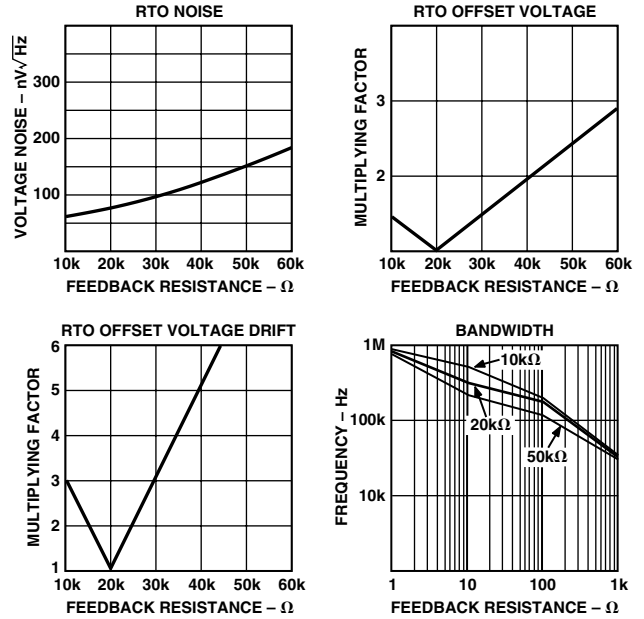 RTO NOISE
VOLTAGE NOISE – nV√Hz
300
200
100
10k 20k 30k 40k 50k 60k
FEEDBACK RESISTANCE – Ω
RTO OFFSET VOLTAGE
MULTIPLYING FACTOR
3
2
10k 20k 30k 40k 50k 60k
FEEDBACK RESISTANCE – Ω
RTO OFFSET VOLTAGE DRIFT
MULTIPLYING FACTOR
6
5
4
3
2
1
10k 20k 30k 40k 50k 60k
FEEDBACK RESISTANCE – Ω
BANDWIDTH
FREQUENCY – Hz
1M
100k
10k
10kΩ
20kΩ
50kΩ
1 10 100 1k
FEEDBACK RESISTANCE – Ω